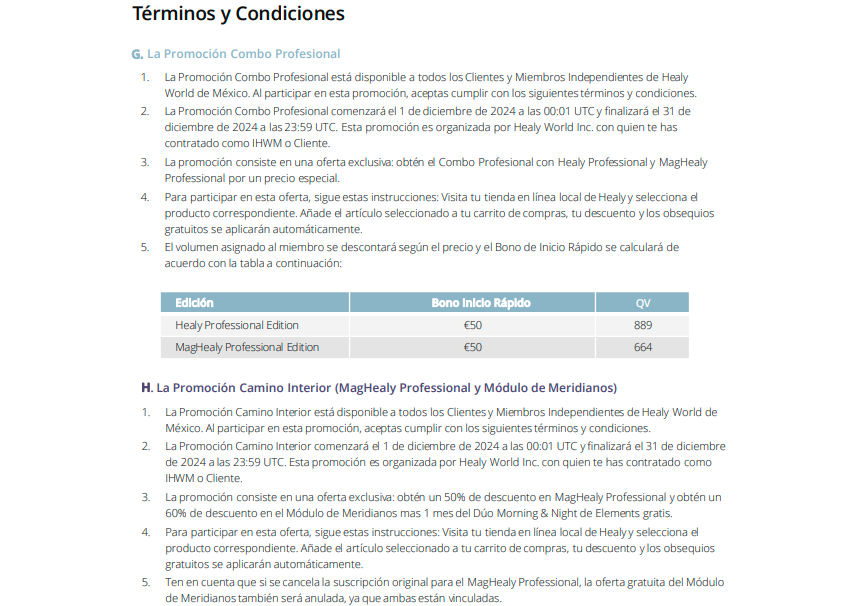 Términos y Condiciones
G. La Promoción Combo Profesional
1. La Promoción Combo Profesional está disponible a todos los Clientes y Miembros Independientes de Healy
World de México. Al participar en esta promoción, aceptas cumplir con los siguientes términos y condiciones.
2. La Promoción Combo Profesional comenzará el 1 de diciembre de 2024 a las 00:01 UTC y finalizará el 31 de
diciembre de 2024 a las 23:59 UTC. Esta promoción es organizada por Healy World Inc. con quien te has
contratado como IHWM o Cliente.
3. La promoción consiste en una oferta exclusiva: obtén el Combo Profesional con Healy Professional y MagHealy
Professional por un precio especial.
4. Para participar en esta oferta, sigue estas instrucciones: Visita tu tienda en línea local de Healy y selecciona el
producto correspondiente. Añade el artículo seleccionado a tu carrito de compras, tu descuento y los obsequios
gratuitos se aplicarán automáticamente.
5. El volumen asignado al miembro se descontará según el precio y el Bono de Inicio Rápido se calculará de
acuerdo con la tabla a continuación:
Edición Bono Inicio Rápido QV
Healy Professional Edition €50 889
MagHealy Professional Edition €50 664
H. La Promoción Camino Interior (MagHealy Professional y Módulo de Meridianos)
1. La Promoción Camino Interior está disponible a todos los Clientes y Miembros Independientes de Healy World de
México. Al participar en esta promoción, aceptas cumplir con los siguientes términos y condiciones.
2. La Promoción Camino Interior comenzará el 1 de diciembre de 2024 a las 00:01 UTC y finalizará el 31 de diciembre
de 2024 a las 23:59 UTC. Esta promoción es organizada por Healy World Inc. con quien te has contratado como
IHWM o Cliente.
3. La promoción consiste en una oferta exclusiva: obtén un 50% de descuento en MagHealy Professional y obtén un
60% de descuento en el Módulo de Meridianos mas 1 mes del Dúo Morning & Night de Elements gratis.
4. Para participar en esta oferta, sigue estas instrucciones: Visita tu tienda en línea local de Healy y selecciona el
producto correspondiente. Añade el artículo seleccionado a tu carrito de compras, tu descuento y los obsequios
gratuitos se aplicarán automáticamente.
5. Ten en cuenta que si se cancela la suscripción original para el MagHealy Professional, la oferta gratuita del Módulo
de Meridianos también será anulada, ya que ambas están vinculadas.